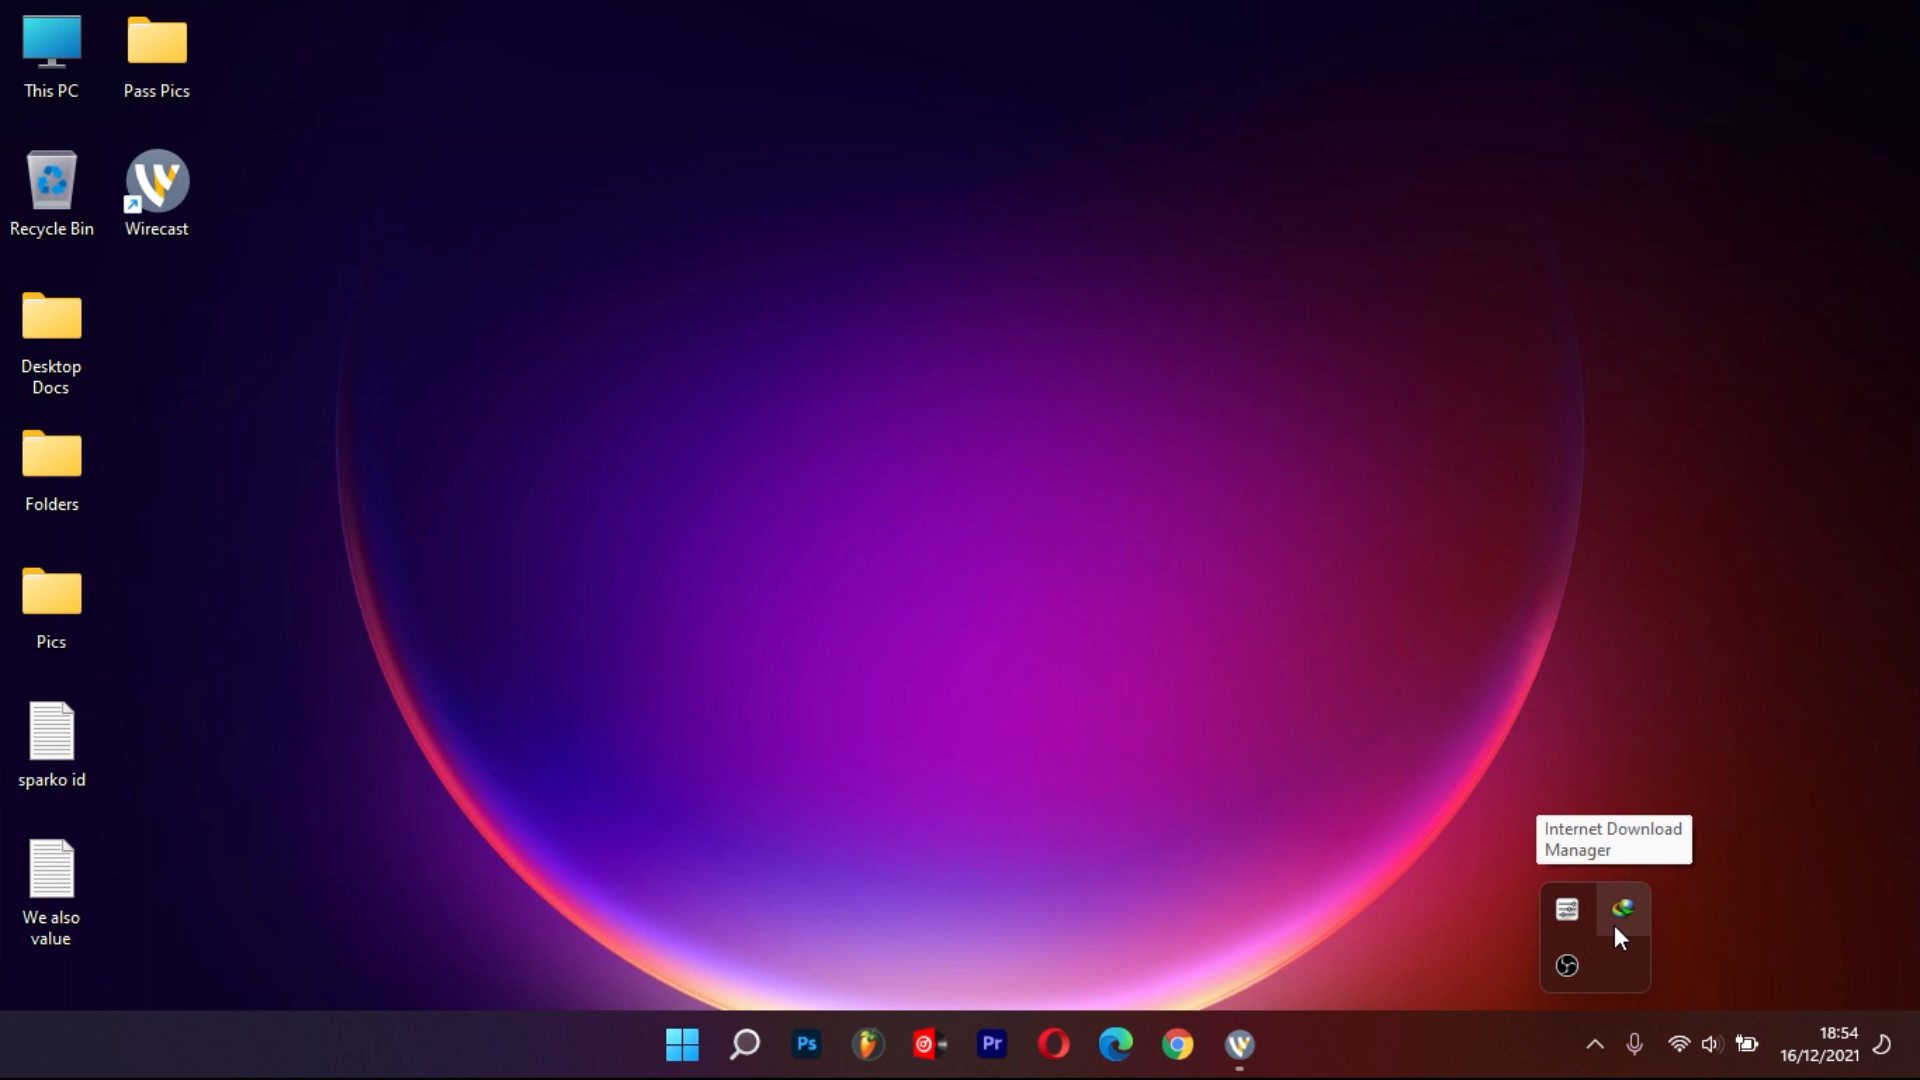 This PC
Pass Pics
Recycle Bin
Wirecast
Desktop
Docs
Folders
Pics
sparko id
We also
value
Internet Download
Manager
Ps
Pr
18:54
16/12/2021